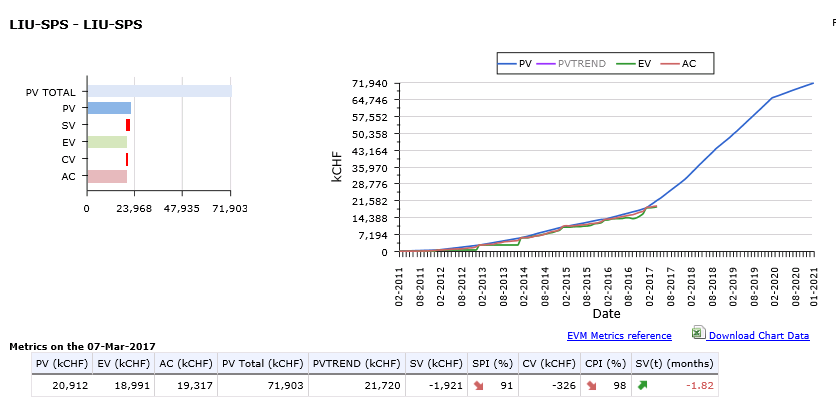 LIU-SPS - LIU-SPS
PV TOTAL
PV
SV
EV
CV
AC
0 23,968 47,935 71,903
PV PVTREND EV AC
71,940
64,746
57,552
50,358
43,164
35,970
28,776
21,582
14,388
7,194
0
kCHF
02-2011 08-2011 02-2012 08-2012 02-2013 08-2013 02-2014 08-2014 02-2015 08-2015 02-2016 08-2016 02-2017 08-2017 02-2018 08-2018 02-2019 08-2019 02-2020 08-2020 01-2021
Date
EVM Metrics reference Download Chart Data
Metrics on the 07-Mar-2017
PV (kCHF) EV (kCHF) AC (kCHF) PV Total (kCHF) PVTREND (kCHF) SV (kCHF) SPI (%) CV (kCHF) CPI (%) SV(t) (months)
20,912 18,991 19,317 71,903 21,720 -1,921 91 -326 98 -1.82